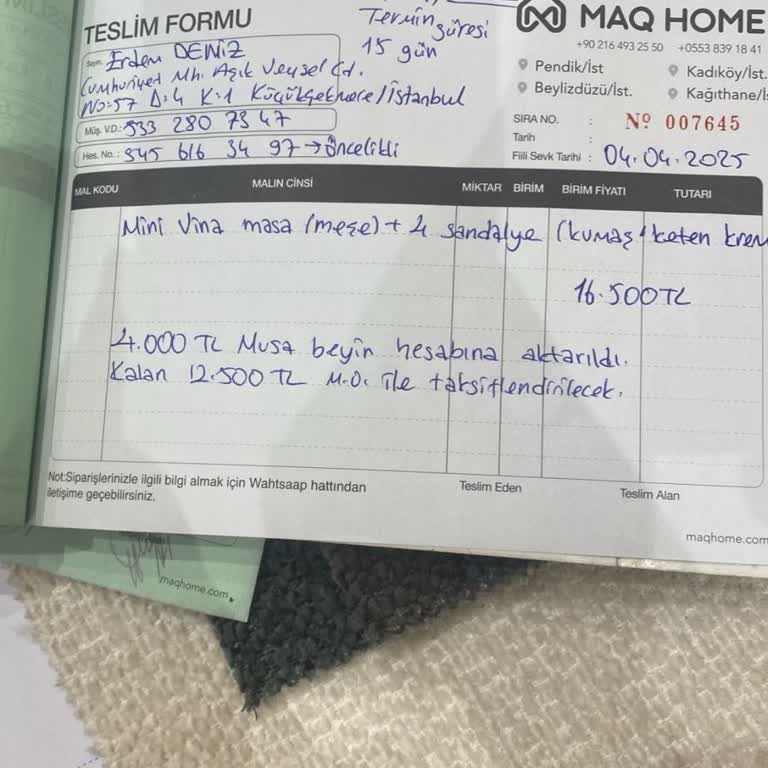 TESLİM FORMU
Termin süresi
15 gün
MAQ HOME
+90 216 493 25 50 +0553 839 18 41
Pendik/İst Kadıköy/İst.
Beylizdüzü/İst. Kağıthane/İs
Sayın, Erdem DENİZ
Cumhuriyed Mh. Aşık Veysel Cd.
No:57 D:4 K:1 Küçükçekmece/İstanbul
Müş. V.D.: 533 280 73 47
Hes. No.: 545 616 34 97 → Öncelikli
SIRA NO. : Nº 007645
Tarih :
Fiili Sevk Tarihi : 04.04.2025
MAL KODU MALIN CİNSİ MİKTAR BİRİM BİRİM FİYATI TUTARI
Mini Vina masa (meşe) + 4 sandalye (kumaş keten krem
16.500TL
4.000 TL Musa beyin hesabına aktarıldı.
Kalan 12.500 TL M.O. ile taksitlendirilecek.
Not:Siparişlerinizle ilgili bilgi almak için Wahtsaap hattından
iletişime geçebilirsiniz.
Teslim Eden Teslim Alan
maqhome.com
maqhome.com